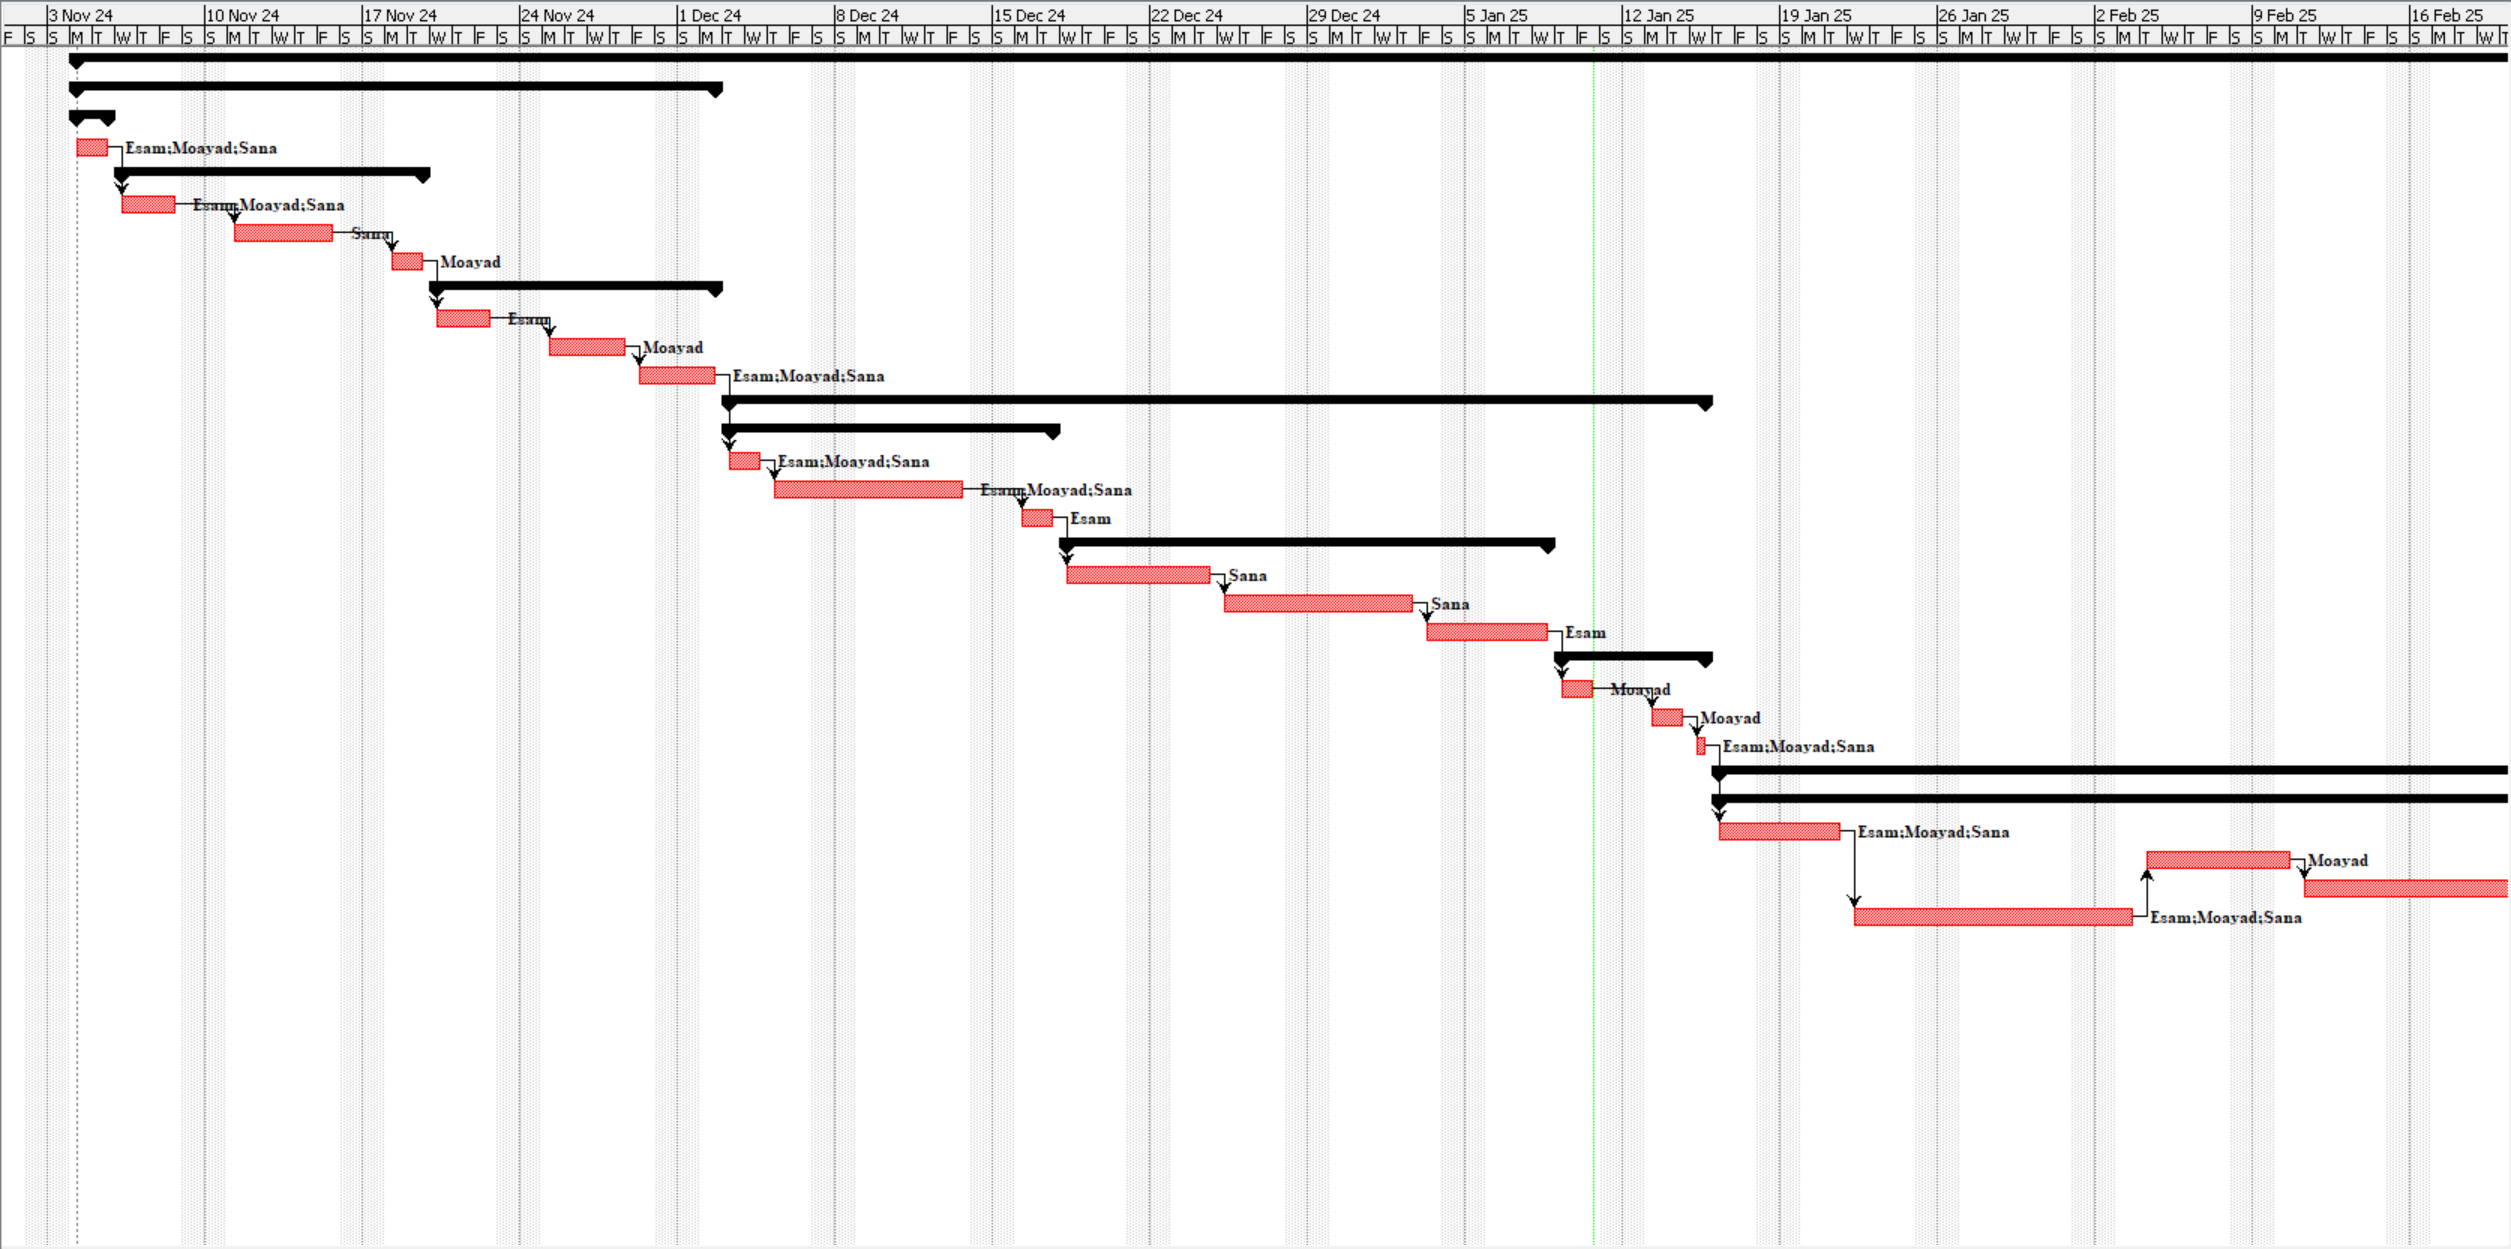 3 Nov 24 10 Nov 24 17 Nov 24 24 Nov 24 1 Dec 24 8 Dec 24 15 Dec 24 22 Dec 24 29 Dec 24 5 Jan 25 12 Jan 25 19 Jan 25 26 Jan 25 2 Feb 25 9 Feb 25 16 Feb 25
F S S M T W T F S S M T W T F S S M T W T F S S M T W T F S S M T W T F S S M T W T F S S M T W T F S S M T W T F S S M T W T F S S M T W T F S S M T W T F S S M T W T F S S M T W T F S S M T W T F S S M T W T F S S M T W T
Esam;Moayad;Sana
Esam;Moayad;Sana
Sana
Moayad
Esam
Moayad
Esam;Moayad;Sana
Esam;Moayad;Sana
Esam;Moayad;Sana
Esam
Sana
Sana
Esam
Moayad
Moayad
Esam;Moayad;Sana
Esam;Moayad;Sana
Moayad
Esam;Moayad;Sana